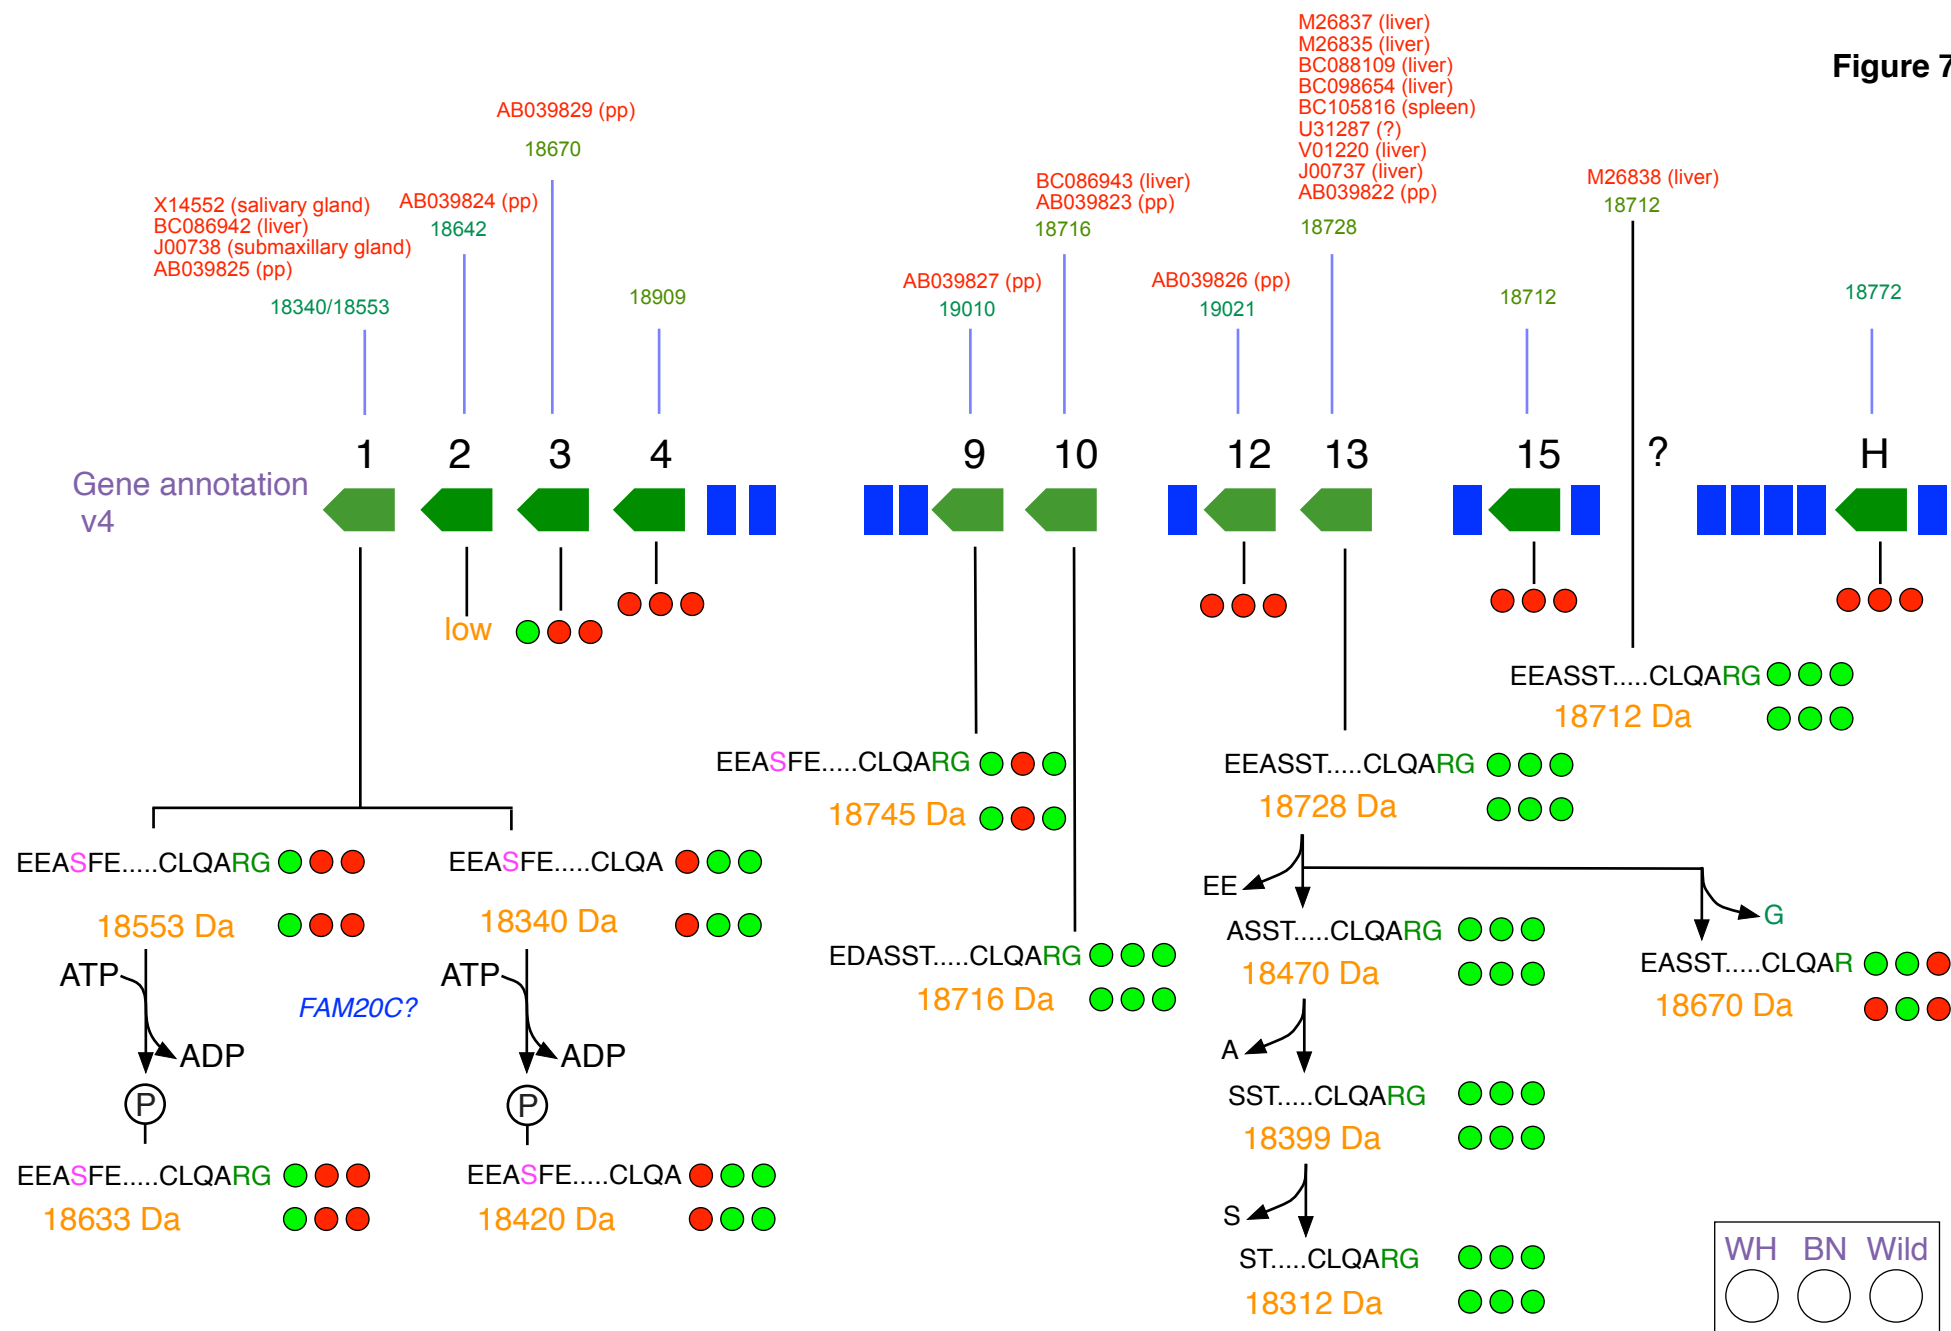 Figure 7
M26837 (liver)
M26835 (liver)
BC088109 (liver)
BC098654 (liver)
BC105816 (spleen)
U31287 (?)
V01220 (liver)
J00737 (liver)
AB039822 (pp)
18728
AB039829 (pp)
18670
X14552 (salivary gland)
BC086942 (liver)
J00738 (submaxillary gland)
AB039825 (pp)
18340/18553
AB039824 (pp)
18642
18909
BC086943 (liver)
AB039823 (pp)
18716
AB039827 (pp)
19010
AB039826 (pp)
19021
18712
M26838 (liver)
18712
18772
1 2 3 4 9 10 12 13 15 ? H
Gene annotation
v4
low
EEASST.....CLQARG
18712 Da
EEASFE.....CLQARG
18745 Da
EEASST.....CLQARG
18728 Da
EEASFE.....CLQARG
18553 Da
EEASFE.....CLQA
18340 Da
EE
G
ASST.....CLQARG
18470 Da
EDASST.....CLQARG
18716 Da
EASST.....CLQAR
18670 Da
ATP
ADP
FAM20C?
ATP
ADP
P
P
A
SST.....CLQARG
18399 Da
EEASFE.....CLQARG
18633 Da
EEASFE.....CLQA
18420 Da
S
ST.....CLQARG
18312 Da
WH BN Wild